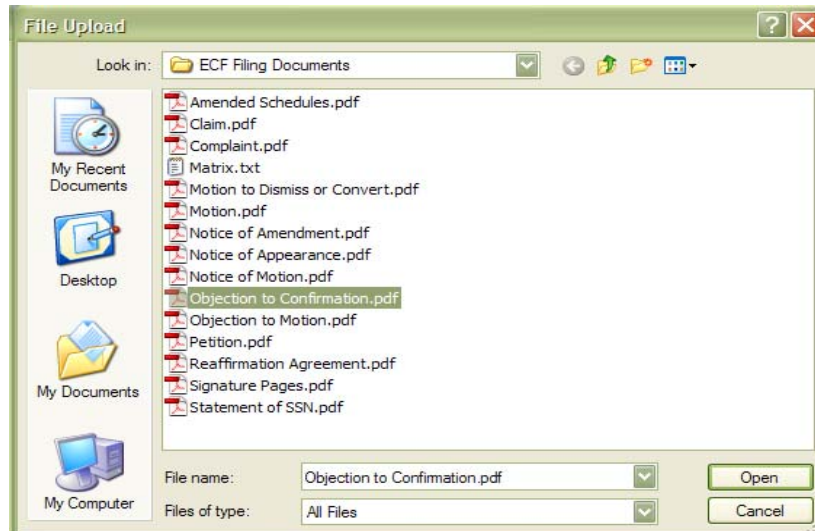 File Upload
Look in: ECF Filing Documents
My Recent
Documents
Desktop
My Documents
My Computer
Amended Schedules.pdf
Claim.pdf
Complaint.pdf
Matrix.txt
Motion to Dismiss or Convert.pdf
Motion.pdf
Notice of Amendment.pdf
Notice of Appearance.pdf
Notice of Motion.pdf
Objection to Confirmation.pdf
Objection to Motion.pdf
Petition.pdf
Reaffirmation Agreement.pdf
Signature Pages.pdf
Statement of SSN.pdf
File name: Objection to Confirmation.pdf Open
Files of type: All Files Cancel